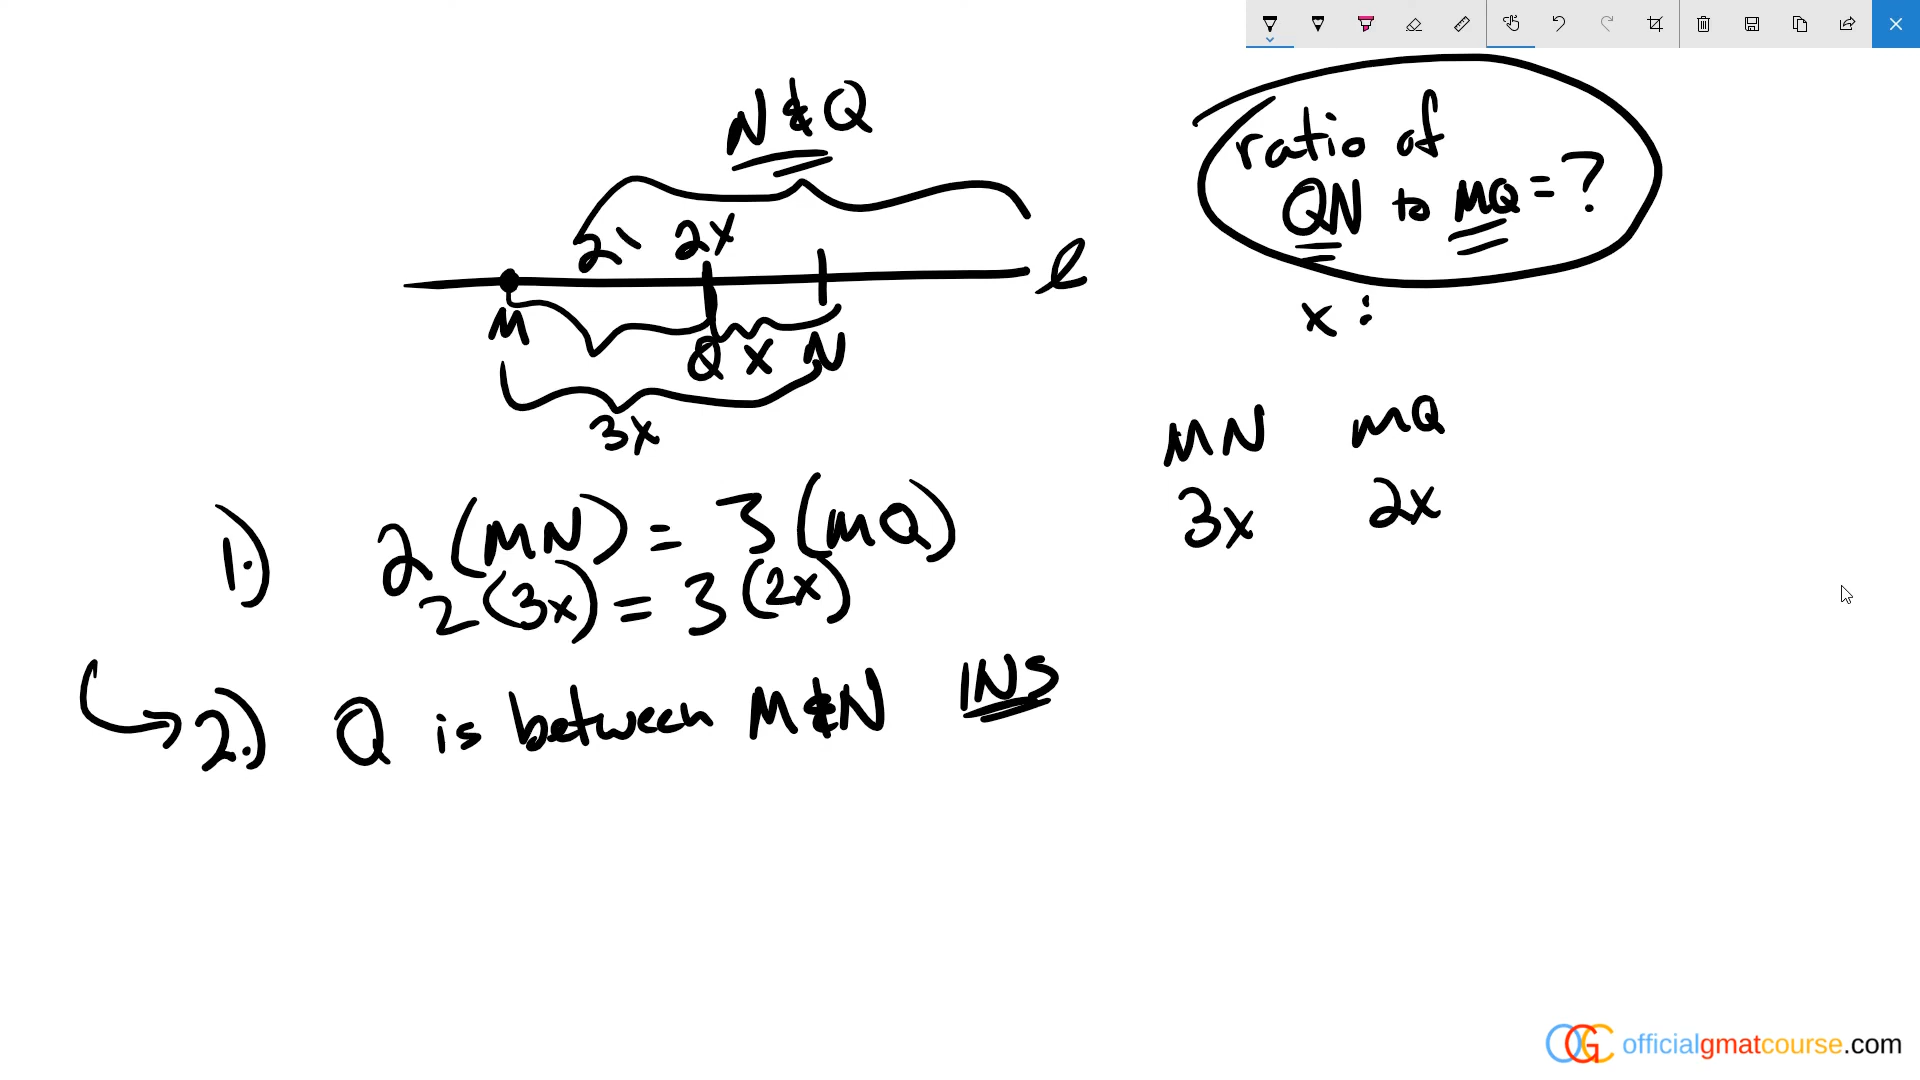 N & Q
ratio of
QN to MQ = ?
x :
2x
l
M
Q x N
3x
MN MQ
3x 2x
1.) 2 (MN) = 3 (MQ)
2 (3x) = 3 (2x)
2.) Q is between M & N INS
officialgmatcourse.com